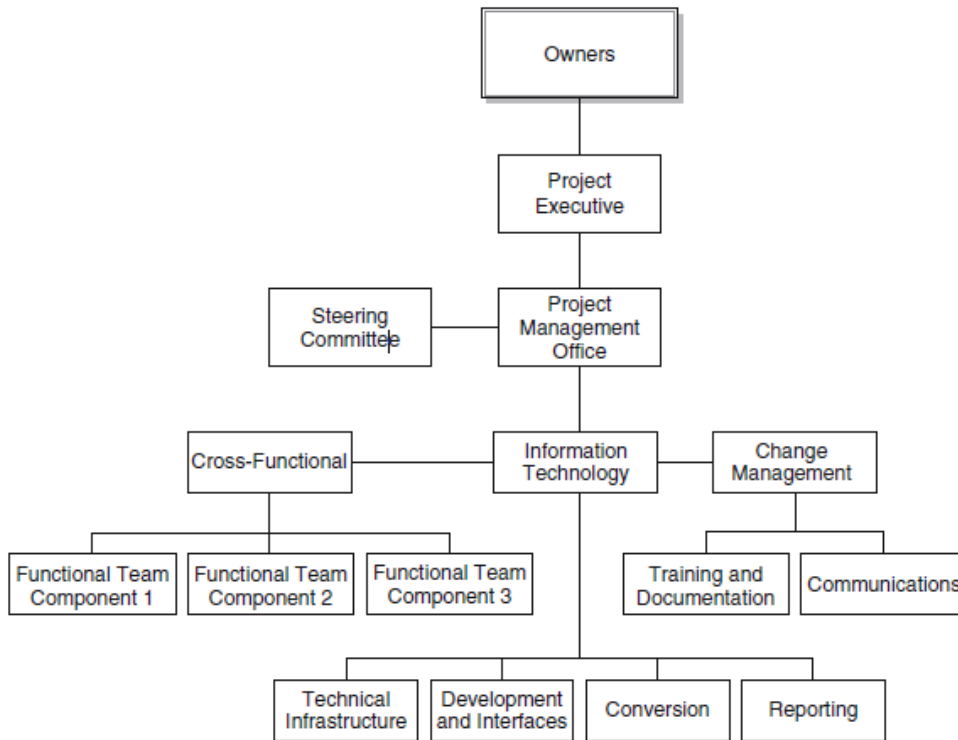 Owners
Project
Executive
Steering
Committee
Project
Management
Office
Cross-Functional
Information
Technology
Change
Management
Functional Team
Component 1
Functional Team
Component 2
Functional Team
Component 3
Training and
Documentation
Communications
Technical
Infrastructure
Development
and Interfaces
Conversion
Reporting